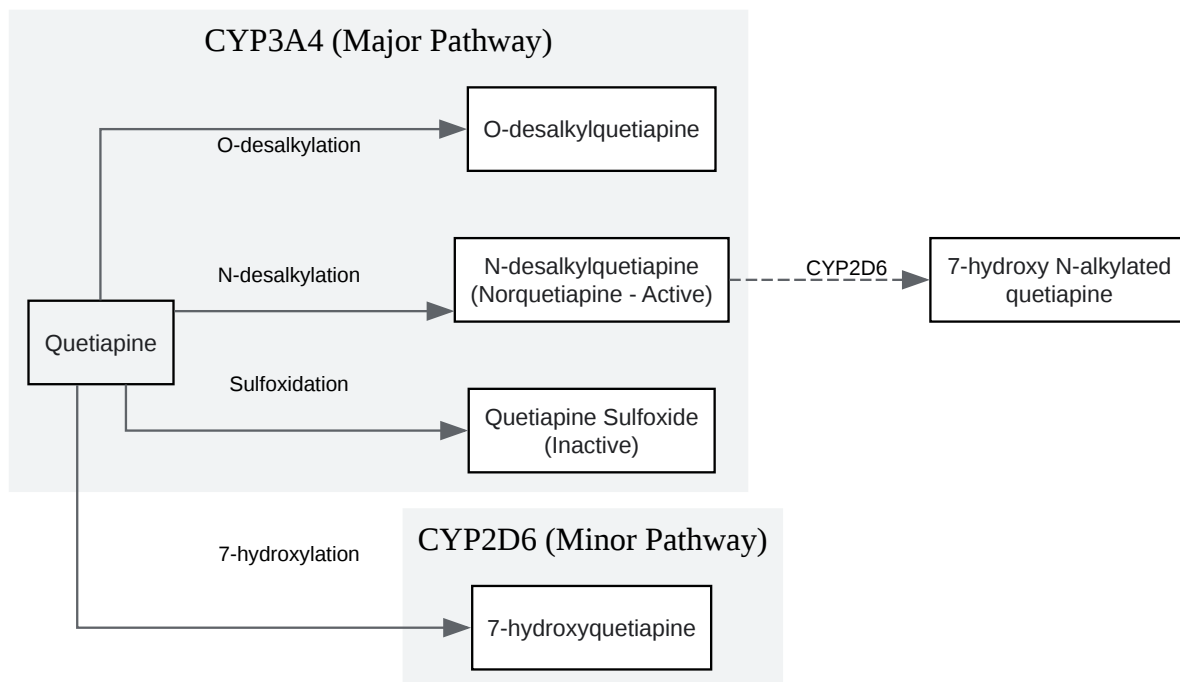 CYP3A4 (Major Pathway)
O-desalkylquetiapine
O-desalkylation
N-desalkylation
N-desalkylquetiapine
(Norquetiapine - Active)
CYP2D6
7-hydroxy N-alkylated
quetiapine
Quetiapine
Sulfoxidation
Quetiapine Sulfoxide
(Inactive)
CYP2D6 (Minor Pathway)
7-hydroxylation
7-hydroxyquetiapine